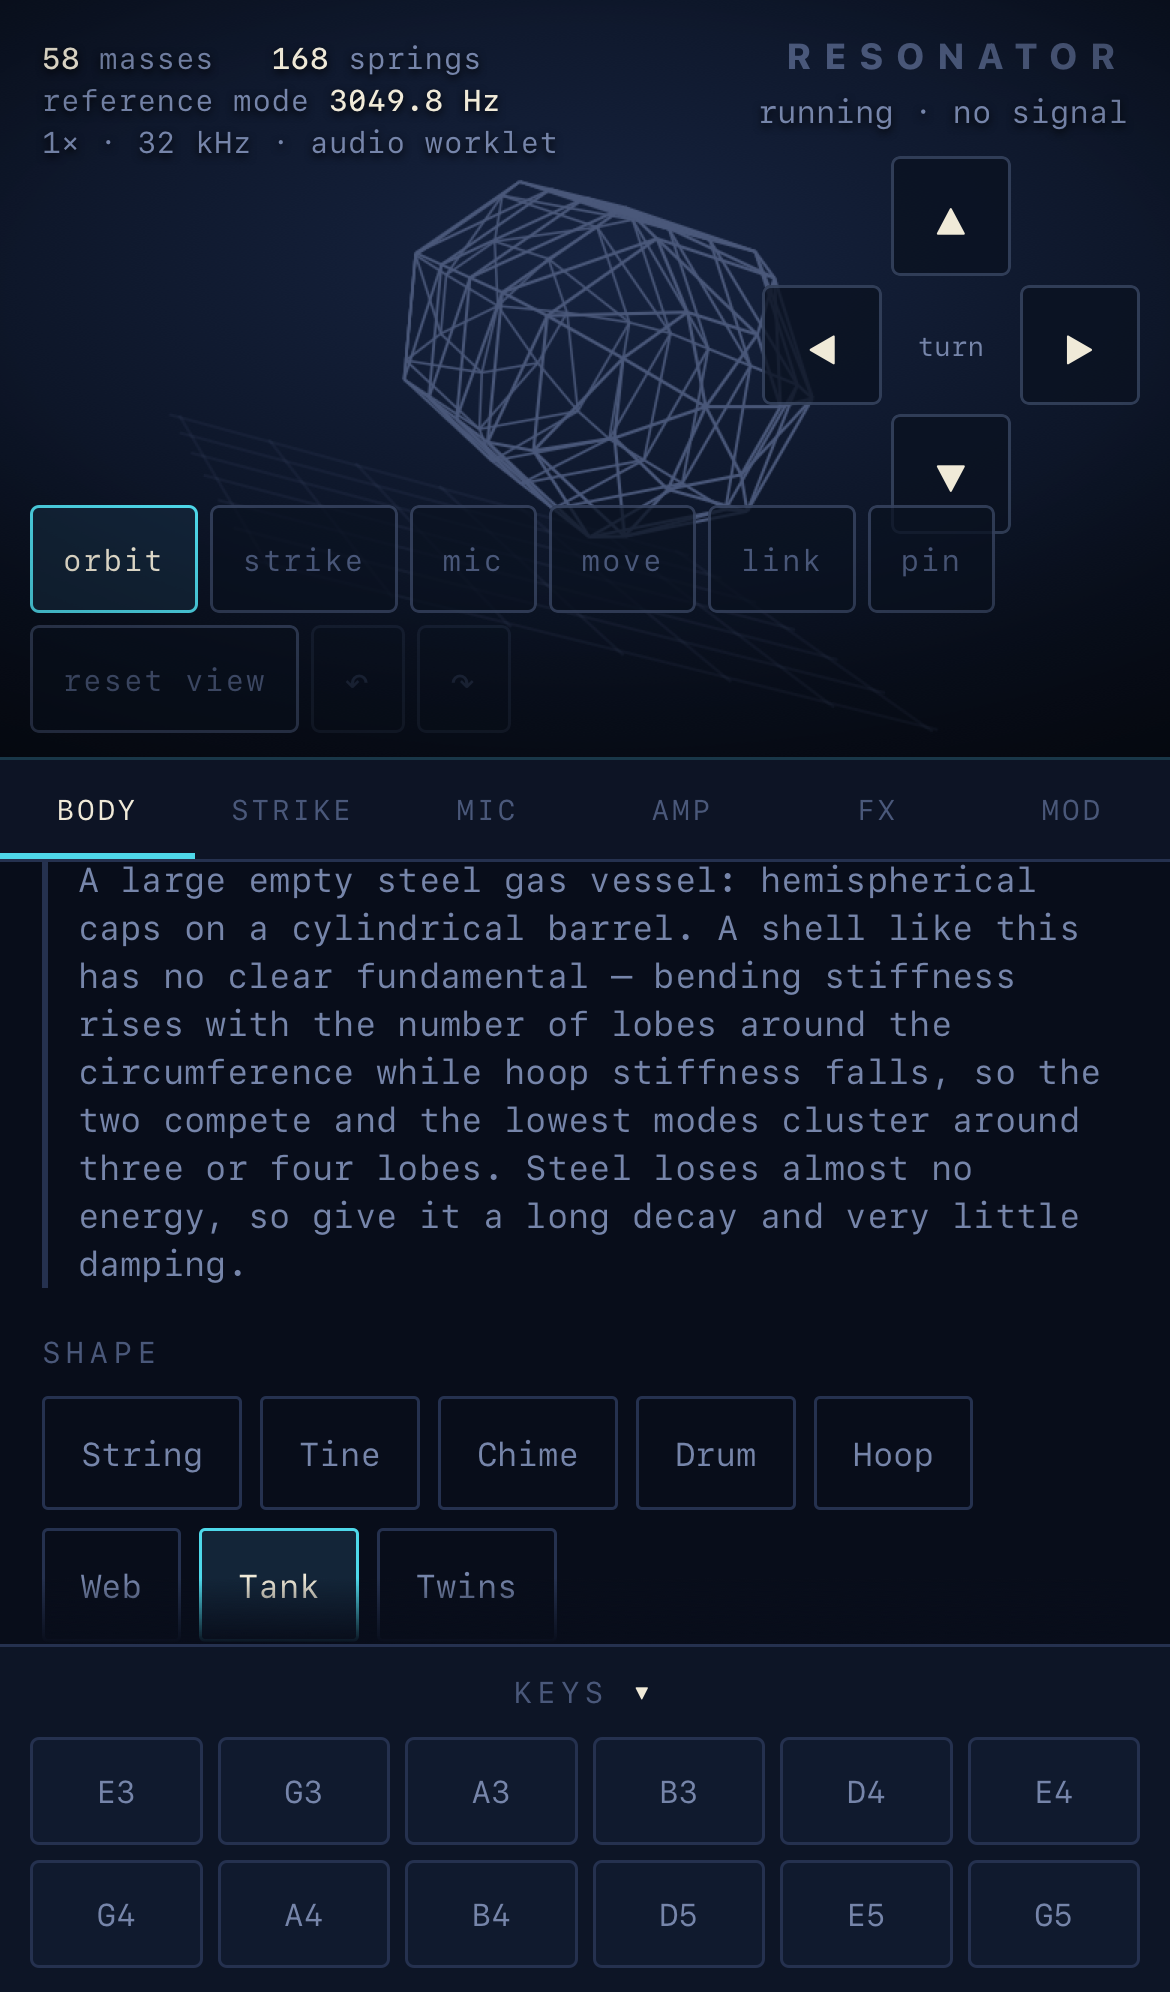 58 masses 168 springs
reference mode 3049.8 Hz
1× · 32 kHz · audio worklet
RESONATOR
running · no signal
▲
◀ turn ▶
▼
orbit strike mic move link pin
reset view ↶ ↷
BODY STRIKE MIC AMP FX MOD
A large empty steel gas vessel: hemispherical
caps on a cylindrical barrel. A shell like this
has no clear fundamental — bending stiffness
rises with the number of lobes around the
circumference while hoop stiffness falls, so the
two compete and the lowest modes cluster around
three or four lobes. Steel loses almost no
energy, so give it a long decay and very little
damping.
SHAPE
String Tine Chime Drum Hoop
Web Tank Twins
KEYS ▼
E3 G3 A3 B3 D4 E4
G4 A4 B4 D5 E5 G5